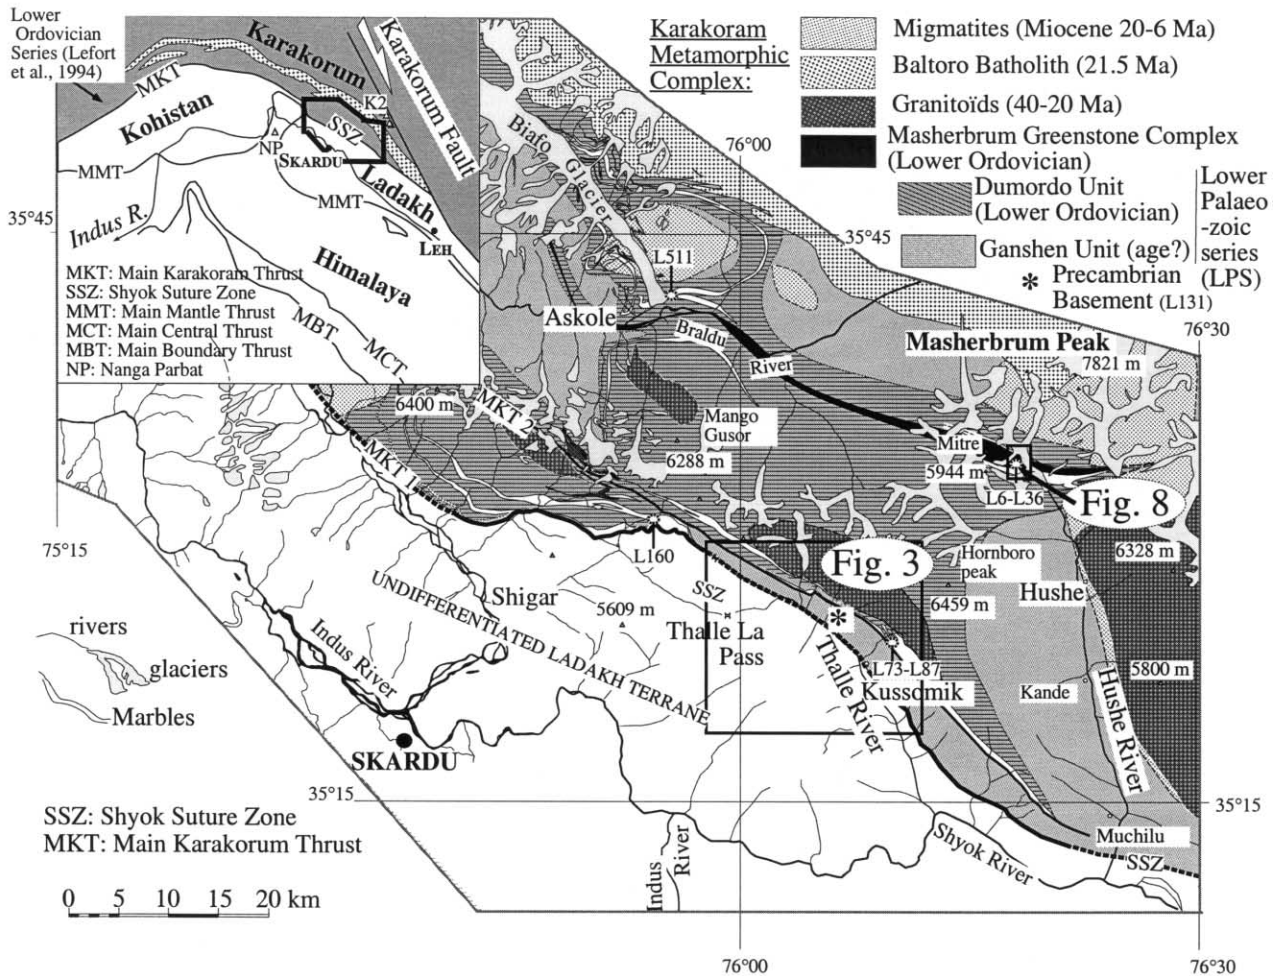 Lower
Ordovician
Series (Lefort
et al., 1994)
MKT
Karakorum
Karakorum Fault
K2
Kohistan
SSZ
NP
SKARDU
MMT
Ladakh
MMT
LEH
Indus R.
Himalaya
MKT: Main Karakoram Thrust
SSZ: Shyok Suture Zone
MMT: Main Mantle Thrust
MCT: Main Central Thrust
MBT: Main Boundary Thrust
NP: Nanga Parbat
MBT
MCT
Karakoram
Metamorphic
Complex:
Migmatites (Miocene 20-6 Ma)
Baltoro Batholith (21.5 Ma)
Granitoïds (40-20 Ma)
Masherbrum Greenstone Complex
(Lower Ordovician)
Dumordo Unit
(Lower Ordovician)
Ganshen Unit (age?)
Lower
Palaeo
-zoic
series
(LPS)
* Precambrian
Basement (L131)
76°00
35°45
35°45
76°30
Biafo Glacier
L511
Askole
Braldu
River
Masherbrum Peak
7821 m
6400 m
MKT 2
Mango
Gusor
6288 m
Mitre
5944 m
L6-L36
Fig. 8
MKT 1
L160
75°15
Fig. 3
Hornboro
peak
6328 m
Hushe
6459 m
SSZ
Shigar
5609 m
Thalle La
Pass
*
L73-L87
Kussomik
5800 m
Kande
UNDIFFERENTIATED LADAKH TERRANE
Thalle River
Hushe River
Indus River
rivers
glaciers
Marbles
SKARDU
35°15
35°15
SSZ: Shyok Suture Zone
MKT: Main Karakorum Thrust
Muchilu
SSZ
Shyok River
Indus
River
0 5 10 15 20 km
76°00
76°30